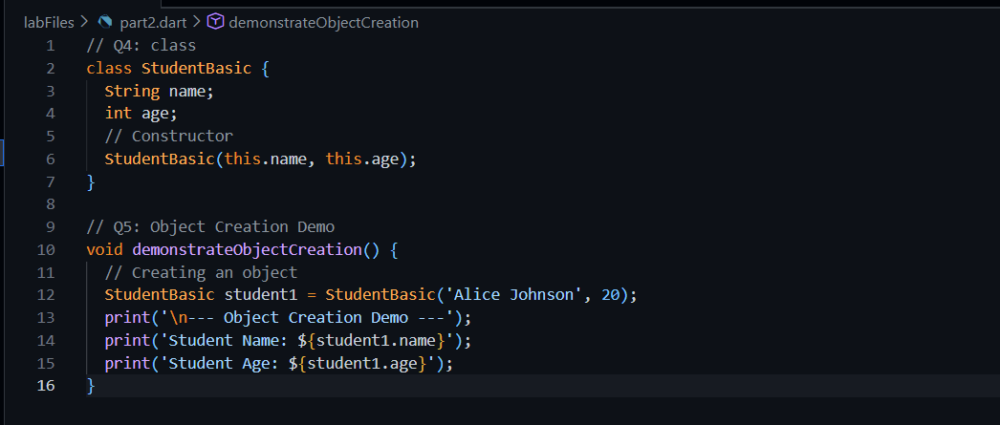 labFiles > part2.dart > demonstrateObjectCreation
1 // Q4: class
2 class StudentBasic {
3   String name;
4   int age;
5   // Constructor
6   StudentBasic(this.name, this.age);
7 }
8
9 // Q5: Object Creation Demo
10 void demonstrateObjectCreation() {
11   // Creating an object
12   StudentBasic student1 = StudentBasic('Alice Johnson', 20);
13   print('\n--- Object Creation Demo ---');
14   print('Student Name: ${student1.name}');
15   print('Student Age: ${student1.age}');
16 }